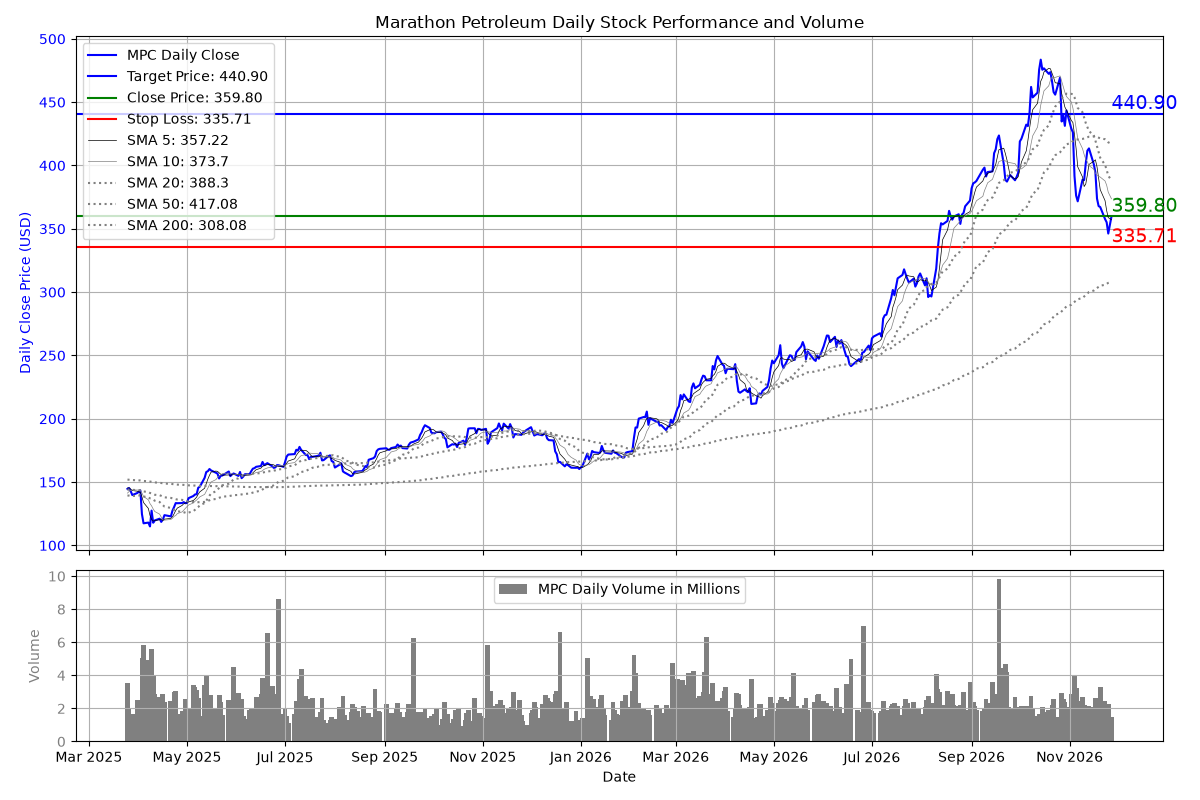 Marathon Petroleum Daily Stock Performance and Volume
500
450
400
350
300
250
200
150
100
Daily Close Price (USD)
MPC Daily Close
Target Price: 440.90
Close Price: 359.80
Stop Loss: 335.71
SMA 5: 357.22
SMA 10: 373.7
SMA 20: 388.3
SMA 50: 417.08
SMA 200: 308.08
440.90
359.80
335.71
10
8
6
4
2
0
Volume
MPC Daily Volume in Millions
Mar 2025 May 2025 Jul 2025 Sep 2025 Nov 2025 Jan 2026 Mar 2026 May 2026 Jul 2026 Sep 2026 Nov 2026
Date